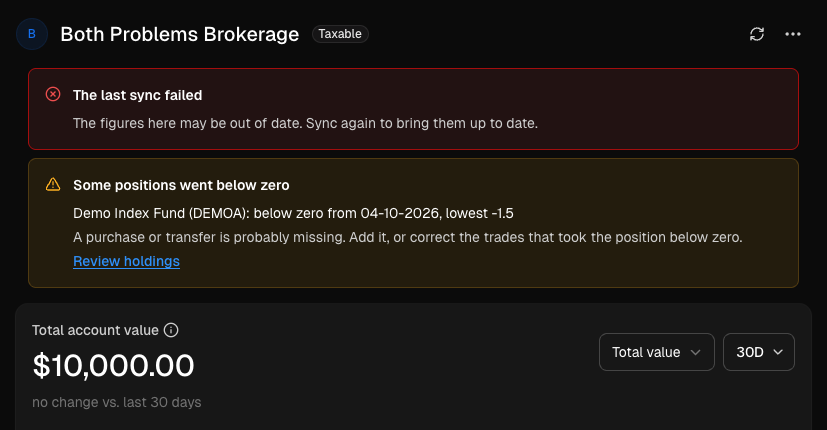 B
Both Problems Brokerage
Taxable
The last sync failed
The figures here may be out of date. Sync again to bring them up to date.
Some positions went below zero
Demo Index Fund (DEMOA): below zero from 04-10-2026, lowest -1.5
A purchase or transfer is probably missing. Add it, or correct the trades that took the position below zero.
Review holdings
Total account value
$10,000.00
no change vs. last 30 days
Total value
30D